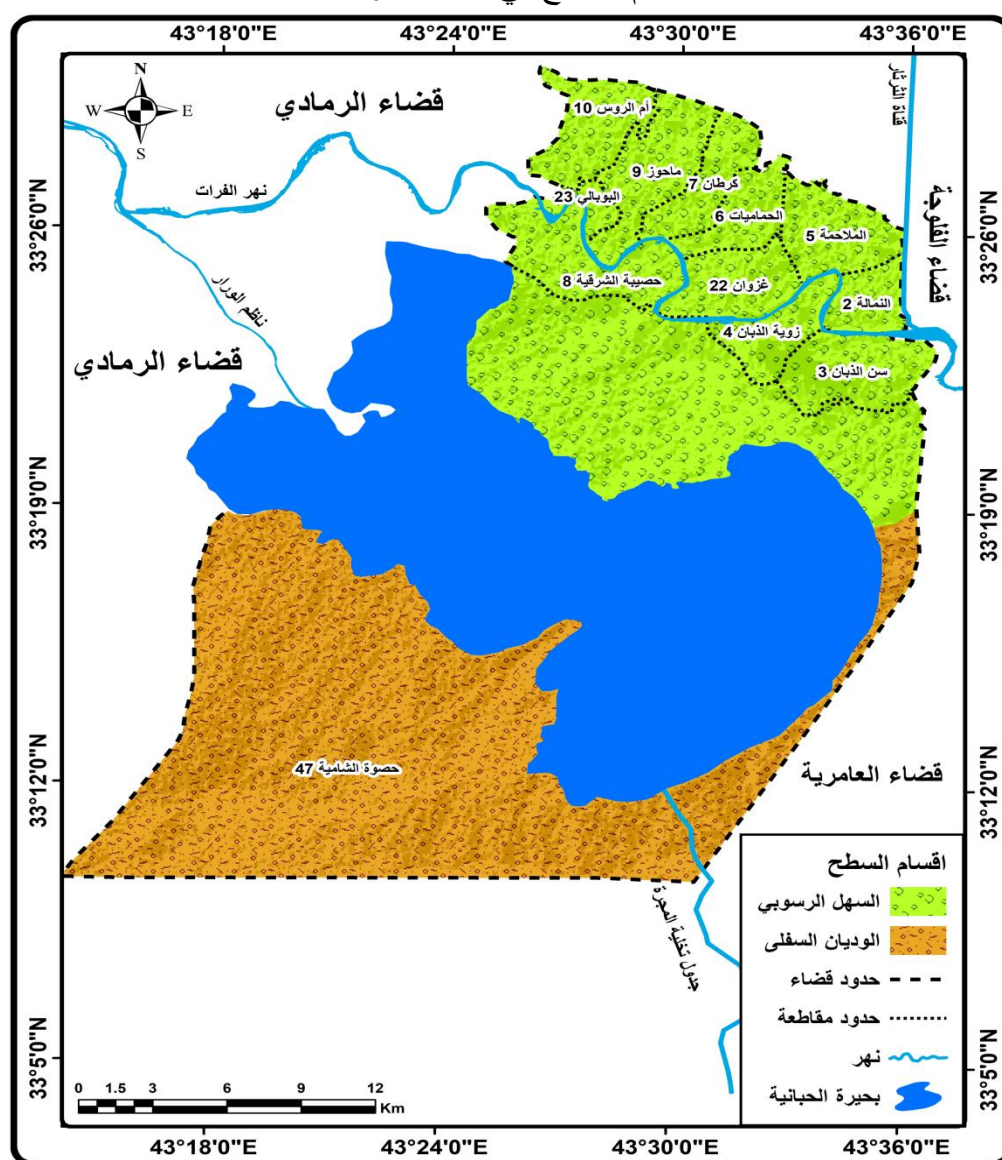 43°18'0"E
43°24'0"E
43°30'0"E
43°36'0"E
N
W
E
S
قضاء الرمادي
نهر الفرات
ناظم الورار
قضاء الرمادي
قناة الثرثار
قضاء الفلوجة
أم الروس 10
ماحوز 9
كرطان 7
البوبالي 23
الحماميات 6
الملاحمة 5
حصيبة الشرقية 8
غزوان 22
النمالة 2
زوية الذبان 4
سن الذبان 3
33°26'0"N
33°26'0"N
33°19'0"N
33°19'0"N
حصوة الشامية 47
قضاء العامرية
33°12'0"N
33°12'0"N
جدول تخلية المجرة
اقسام السطح
السهل الرسوبي
الوديان السفلى
حدود قضاء
حدود مقاطعة
نهر
بحيرة الحبانية
33°5'0"N
33°5'0"N
0 1.5 3 6 9 12
Km
43°18'0"E
43°24'0"E
43°30'0"E
43°36'0"E